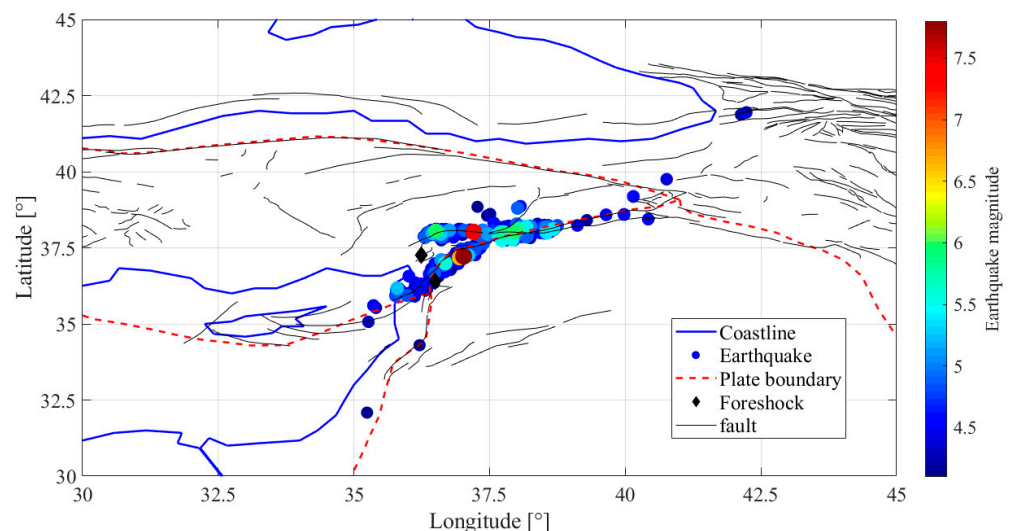 45
42.5
40
37.5
35
32.5
30
Latitude [°]
30
32.5
35
37.5
40
42.5
45
Longitude [°]
Coastline
Earthquake
Plate boundary
Foreshock
fault
7.5
7
6.5
6
5.5
5
4.5
Earthquake magnitude